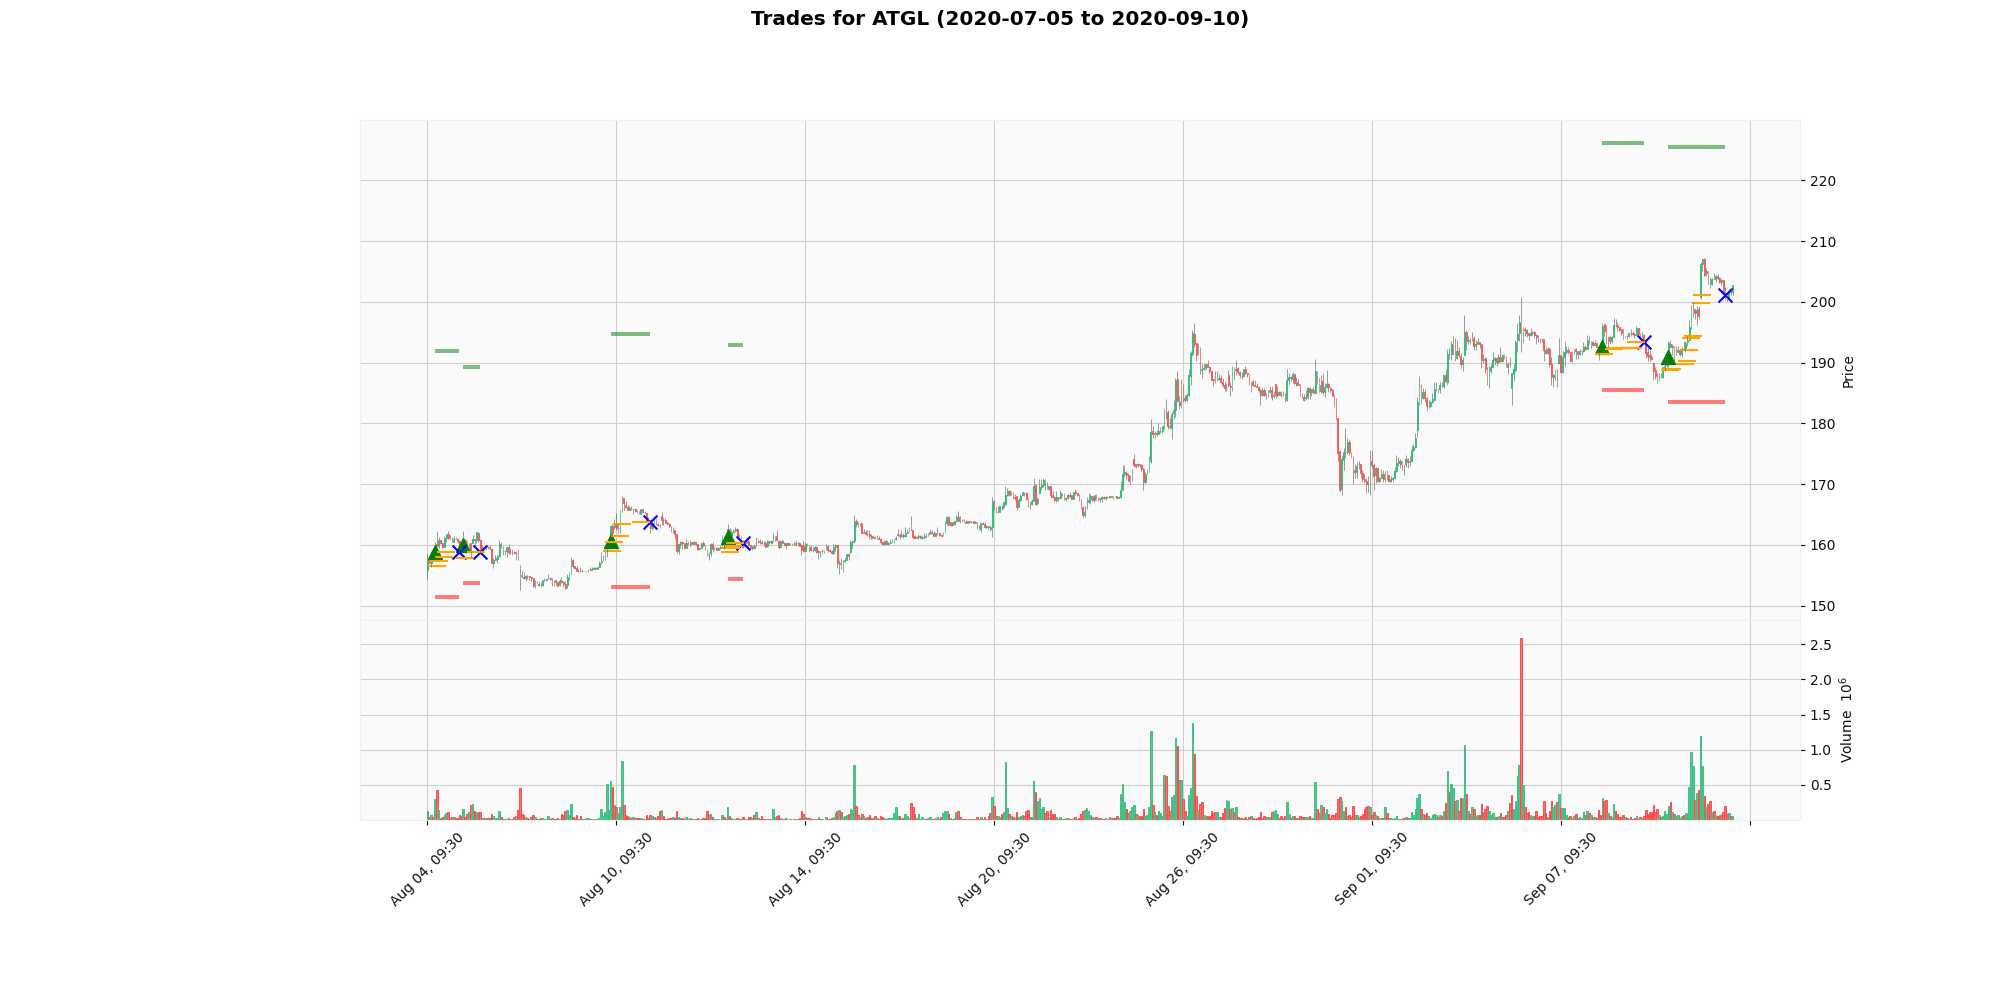 Trades for ATGL (2020-07-05 to 2020-09-10)
220
210
200
190
180
170
160
150
Price
2.5
2.0
1.5
1.0
0.5
Volume 10^6
Aug 04, 09:30
Aug 10, 09:30
Aug 14, 09:30
Aug 20, 09:30
Aug 26, 09:30
Sep 01, 09:30
Sep 07, 09:30